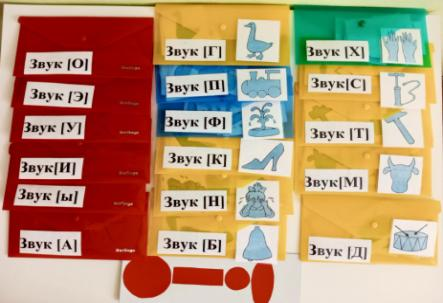 Звук [О]
Звук [Э]
Звук [У]
Звук[И]
Звук [ы]
Звук [А]
Звук [Г]
Звук [П]
Звук [Ф]
Звук [К]
Звук [Н]
Звук [Б]
Звук [Х]
Звук[С]
Звук [Т]
Звук[М]
Звук [Д]